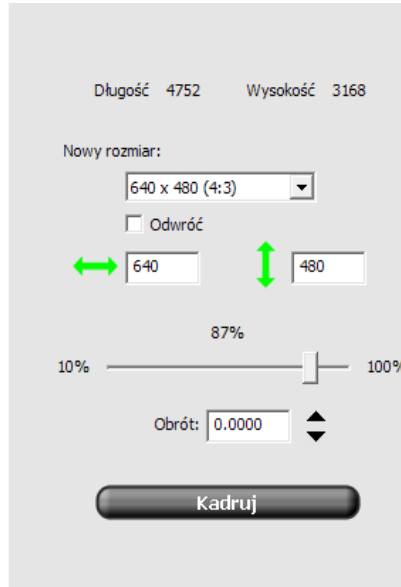 Długość 4752 Wysokość 3168
Nowy rozmiar:
640 x 480 (4:3)
Odwróć
640 480
87%
10% 100%
Obrót: 0.0000
Kadruj